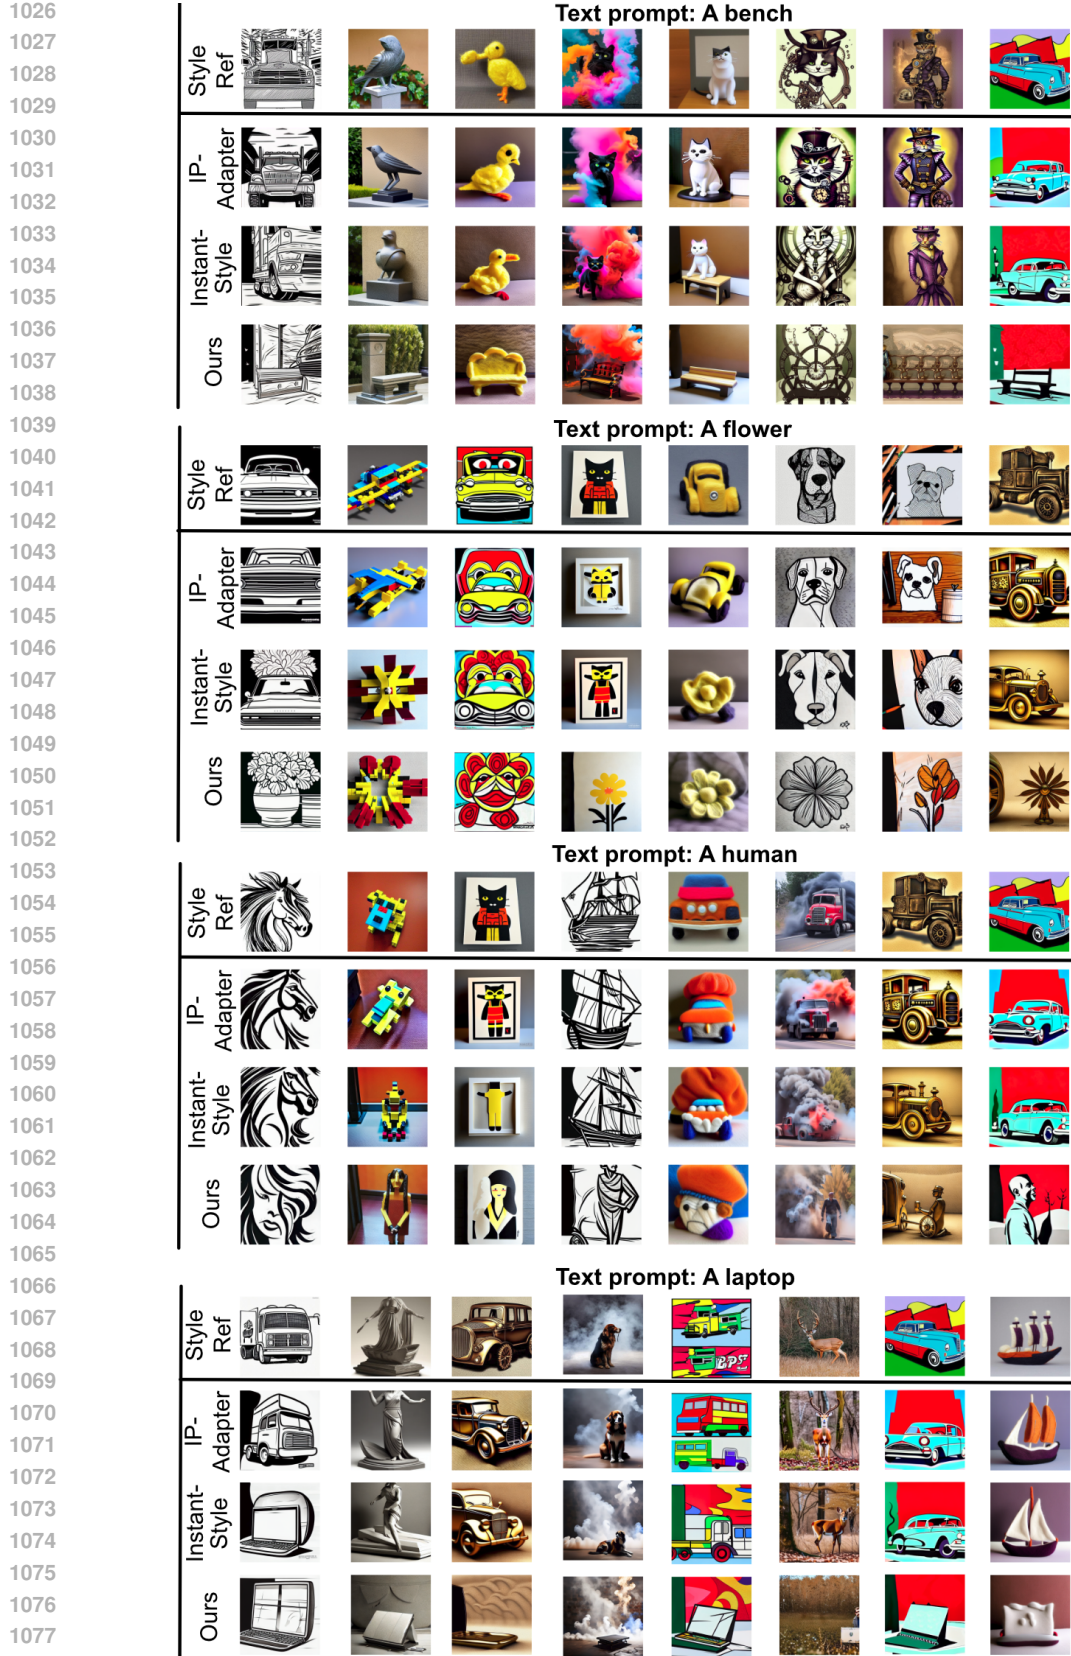 1026
Text prompt: A bench
1027
Style
Ref
1028
1029
1030
IP-
Adapter
1031
1032
1033
Instant-
Style
1034
1035
1036
Ours
1037
1038
1039
Text prompt: A flower
1040
Style
Ref
1041
1042
1043
IP-
Adapter
1044
1045
1046
Instant-
Style
1047
1048
1049
Ours
1050
1051
1052
Text prompt: A human
1053
Style
Ref
1054
1055
1056
IP-
Adapter
1057
1058
1059
Instant-
Style
1060
1061
1062
Ours
1063
1064
1065
Text prompt: A laptop
1066
Style
Ref
1067
1068
1069
IP-
Adapter
1070
1071
1072
Instant-
Style
1073
1074
1075
Ours
1076
1077